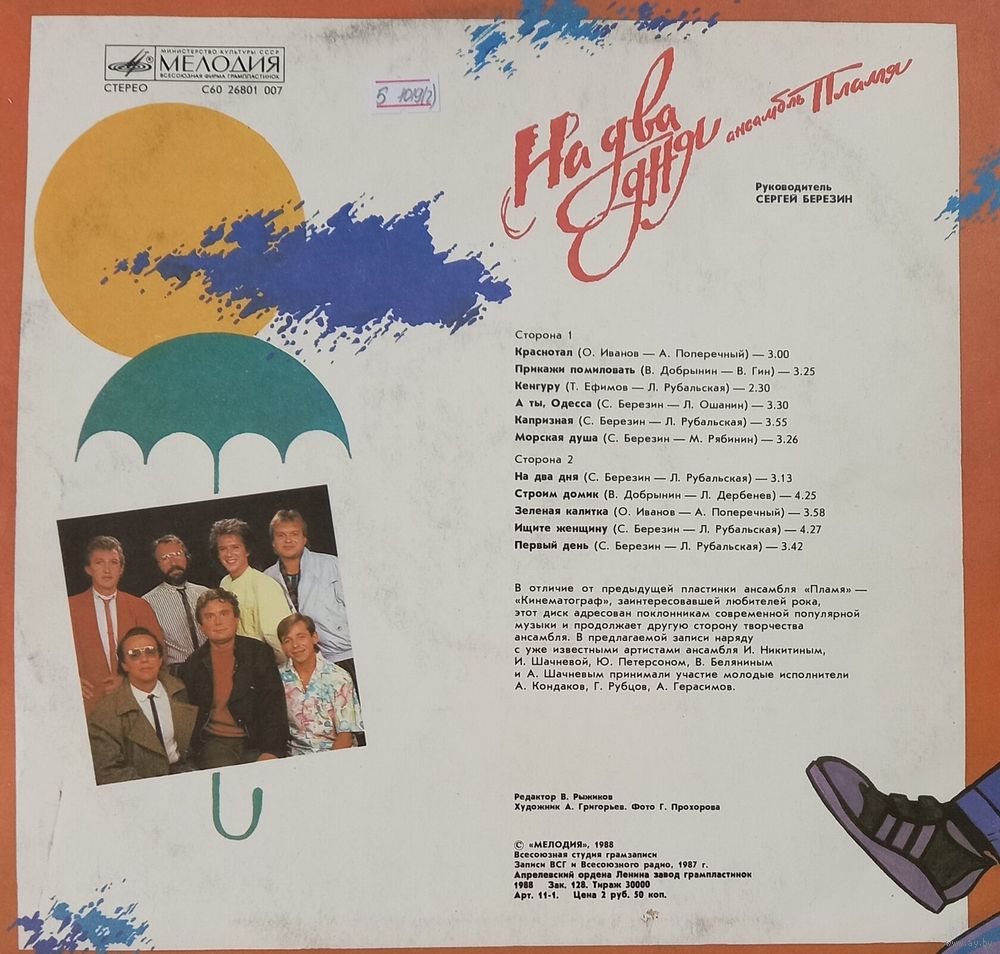 МИНИСТЕРСТВО КУЛЬТУРЫ СССР
МЕЛОДИЯ
ВСЕСОЮЗНАЯ ФИРМА ГРАМПЛАСТИНОК
СТЕРЕО С60 26801 007
Б 1019(2)
На два дня ансамбль Пламя
Руководитель
СЕРГЕЙ БЕРЕЗИН
Сторона 1
Краснотал (О. Иванов — А. Поперечный) — 3.00
Прикажи помиловать (В. Добрынин — В. Гин) — 3.25
Кенгуру (Т. Ефимов — Л. Рубальская) — 2.30
А ты, Одесса (С. Березин — Л. Ошанин) — 3.30
Капризная (С. Березин — Л. Рубальская) — 3.55
Морская душа (С. Березин — М. Рябинин) — 3.26
Сторона 2
На два дня (С. Березин — Л. Рубальская) — 3.13
Строим домик (В. Добрынин — Л. Дербенев) — 4.25
Зеленая калитка (О. Иванов — А. Поперечный) — 3.58
Ищите женщину (С. Березин — Л. Рубальская) — 4.27
Первый день (С. Березин — Л. Рубальская) — 3.42
В отличие от предыдущей пластинки ансамбля «Пламя» —
«Кинематограф», заинтересовавшей любителей рока,
этот диск адресован поклонникам современной популярной
музыки и продолжает другую сторону творчества
ансамбля. В предлагаемой записи наряду
с уже известными артистами ансамбля И. Никитиным,
И. Шачневой, Ю. Петерсоном, В. Беляниным
и А. Шачневым принимали участие молодые исполнители
А. Кондаков, Г. Рубцов, А. Герасимов.
Редактор В. Рыжиков
Художник А. Григорьев. Фото Г. Прохорова
© «МЕЛОДИЯ», 1988
Всесоюзная студия грамзаписи
Записи ВСГ и Всесоюзного радио, 1987 г.
Апрелевский ордена Ленина завод грампластинок
1988 Зак. 128. Тираж 30000
Арт. 11-1. Цена 2 руб. 50 коп.
www.ay.by